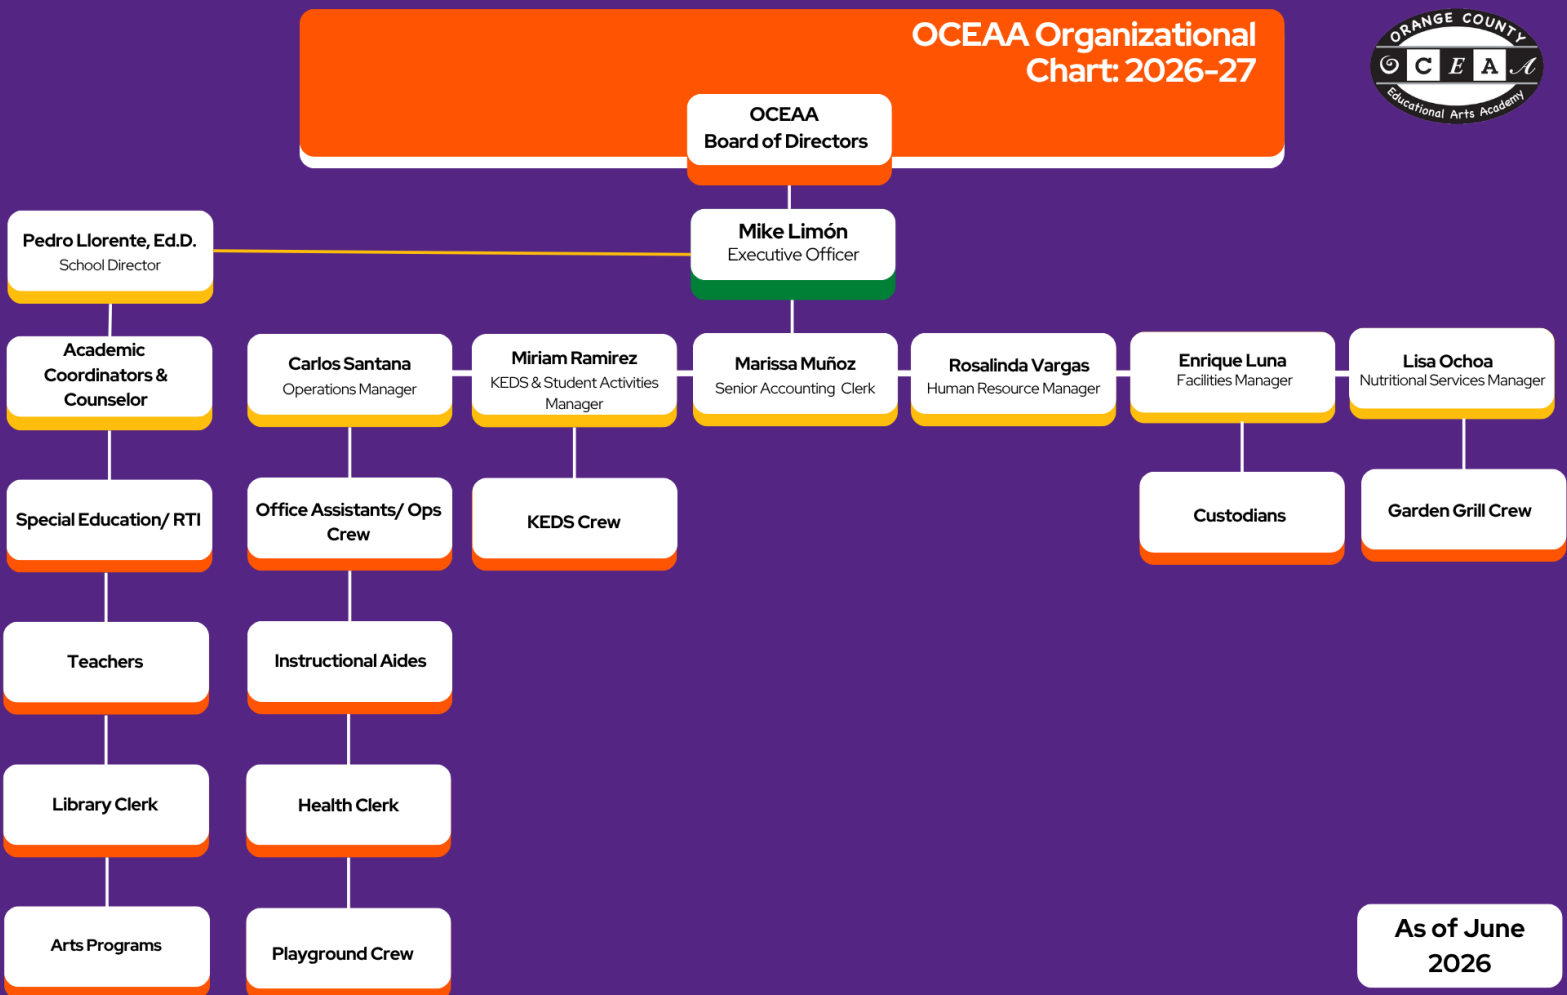 OCEAA Organizational
Chart: 2026-27
ORANGE COUNTY
O C E A A
Educational Arts Academy
OCEAA
Board of Directors
Mike Limón
Executive Officer
Pedro Llorente, Ed.D.
School Director
Academic
Coordinators &
Counselor
Carlos Santana
Operations Manager
Miriam Ramirez
KEDS & Student Activities
Manager
Marissa Muñoz
Senior Accounting Clerk
Rosalinda Vargas
Human Resource Manager
Enrique Luna
Facilities Manager
Lisa Ochoa
Nutritional Services Manager
Special Education/ RTI
Office Assistants/ Ops
Crew
KEDS Crew
Custodians
Garden Grill Crew
Teachers
Instructional Aides
Library Clerk
Health Clerk
Arts Programs
Playground Crew
As of June
2026